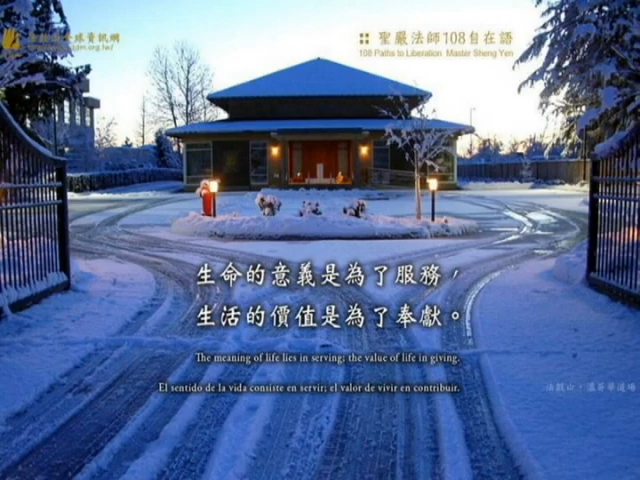 聖嚴法師108自在語
108 Paths to Liberation Master Sheng Yen
生命的意義是為了服務，
生活的價值是為了奉獻。
The meaning of life lies in serving; the value of life in giving.
El sentido de la vida consiste en servir; el valor de vivir en contribuir.
法鼓山・溫哥華道場